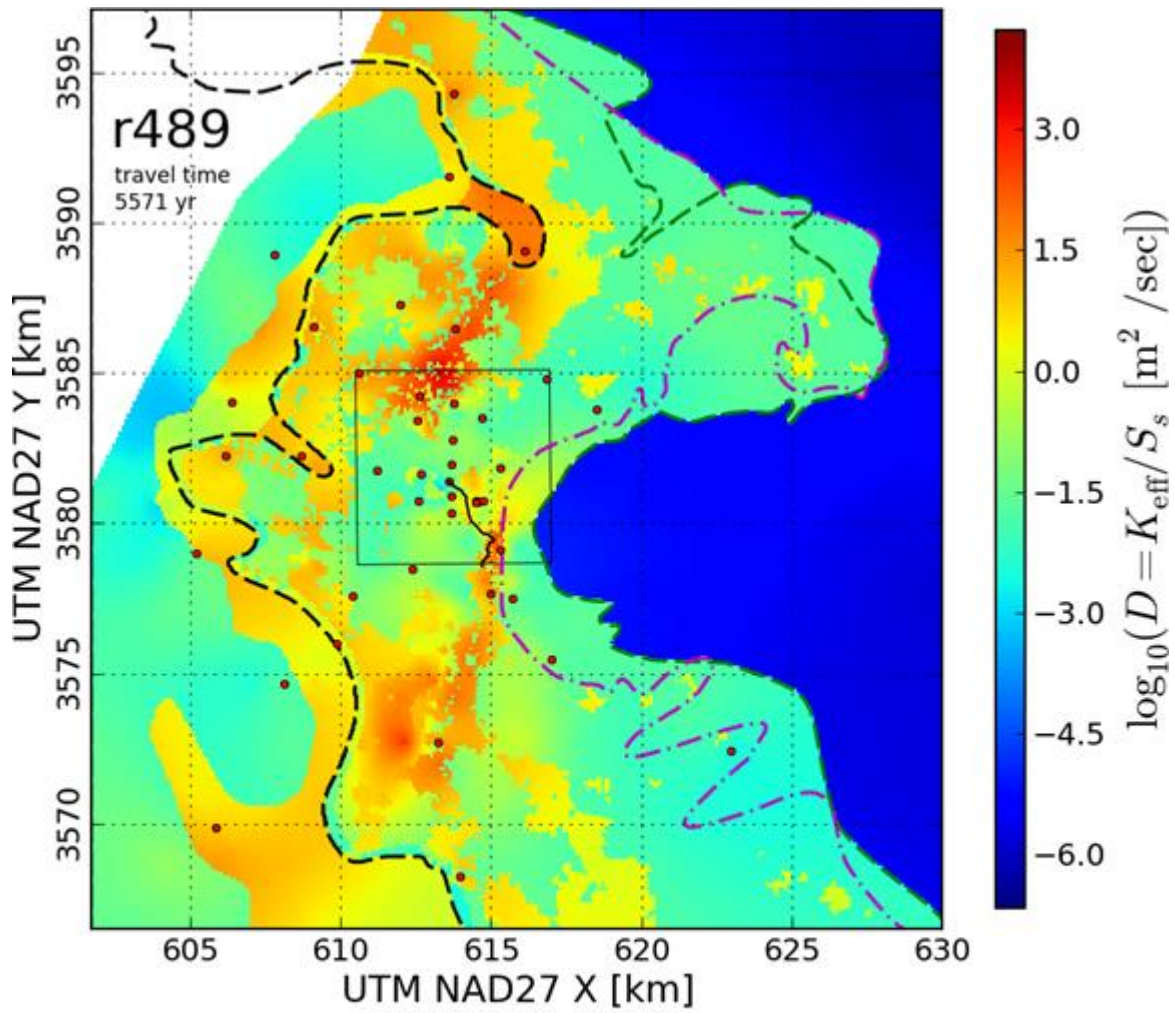 r489
travel time
5571 yr
3595
3590
3585
3580
3575
3570
UTM NAD27 Y [km]
605 610 615 620 625 630
UTM NAD27 X [km]
3.0
1.5
0.0
−1.5
−3.0
−4.5
−6.0
log₁₀(D = K_eff/S_s [m² /sec])